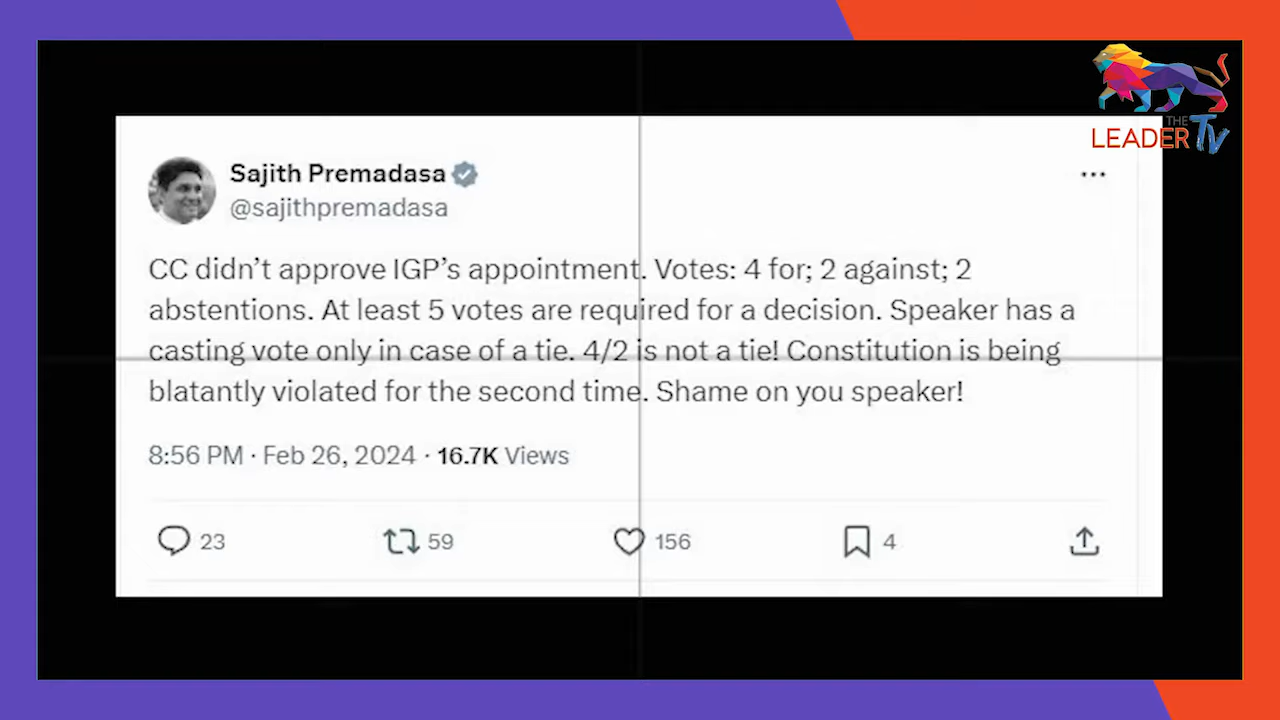 THE
LEADER TV
Sajith Premadasa
@sajithpremadasa
CC didn’t approve IGP’s appointment. Votes: 4 for; 2 against; 2
abstentions. At least 5 votes are required for a decision. Speaker has a
casting vote only in case of a tie. 4/2 is not a tie! Constitution is being
blatantly violated for the second time. Shame on you speaker!
8:56 PM · Feb 26, 2024 · 16.7K Views
23 59 156 4